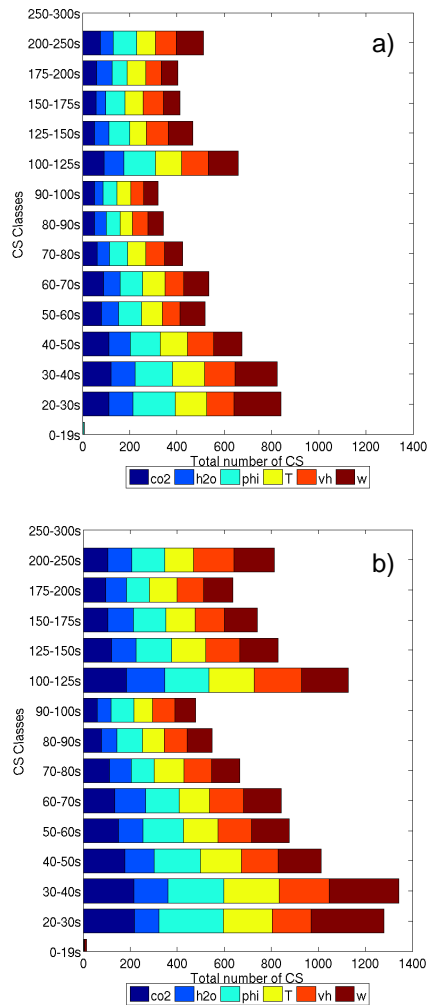 a)
CS Classes
250-300s
200-250s
175-200s
150-175s
125-150s
100-125s
90-100s
80-90s
70-80s
60-70s
50-60s
40-50s
30-40s
20-30s
0-19s
0 200 400 600 800 1000 1200 1400
Total number of CS
co2 h2o phi T vh w
b)
CS Classes
250-300s
200-250s
175-200s
150-175s
125-150s
100-125s
90-100s
80-90s
70-80s
60-70s
50-60s
40-50s
30-40s
20-30s
0-19s
0 200 400 600 800 1000 1200 1400
Total number of CS
co2 h2o phi T vh w